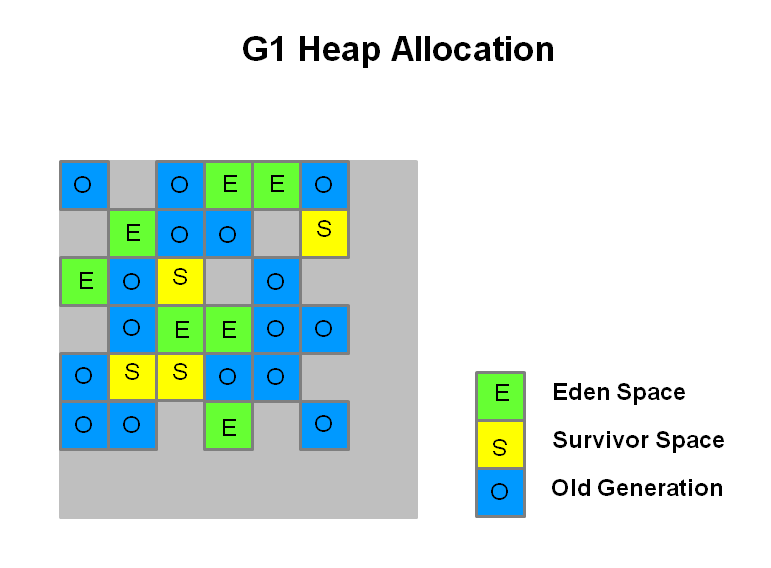 G1 Heap Allocation
O O E E O
E O O S
E O S O
O E E O O
O S S O O
O O E O
E Eden Space
S Survivor Space
O Old Generation